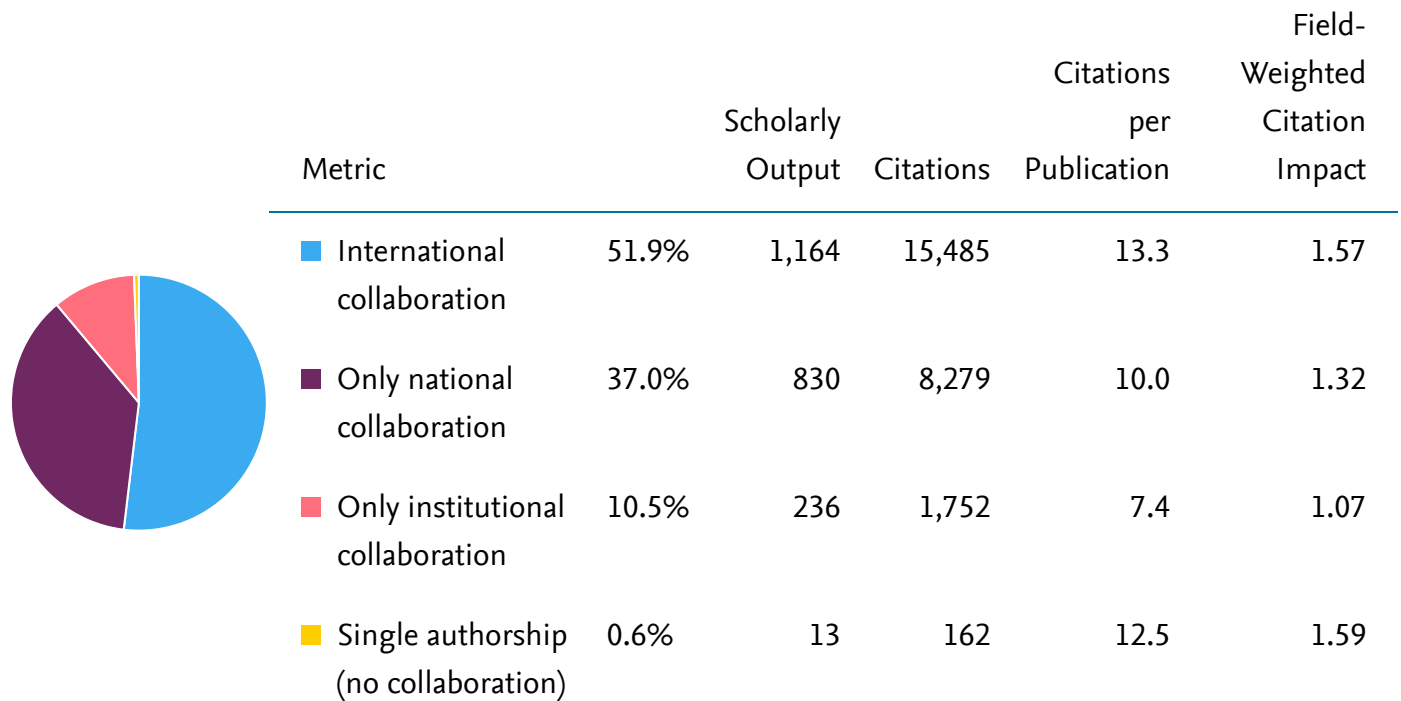 Field-
Citations Weighted
Scholarly per Citation
Metric Output Citations Publication Impact
International 51.9% 1,164 15,485 13.3 1.57
collaboration
Only national 37.0% 830 8,279 10.0 1.32
collaboration
Only institutional 10.5% 236 1,752 7.4 1.07
collaboration
Single authorship 0.6% 13 162 12.5 1.59
(no collaboration)